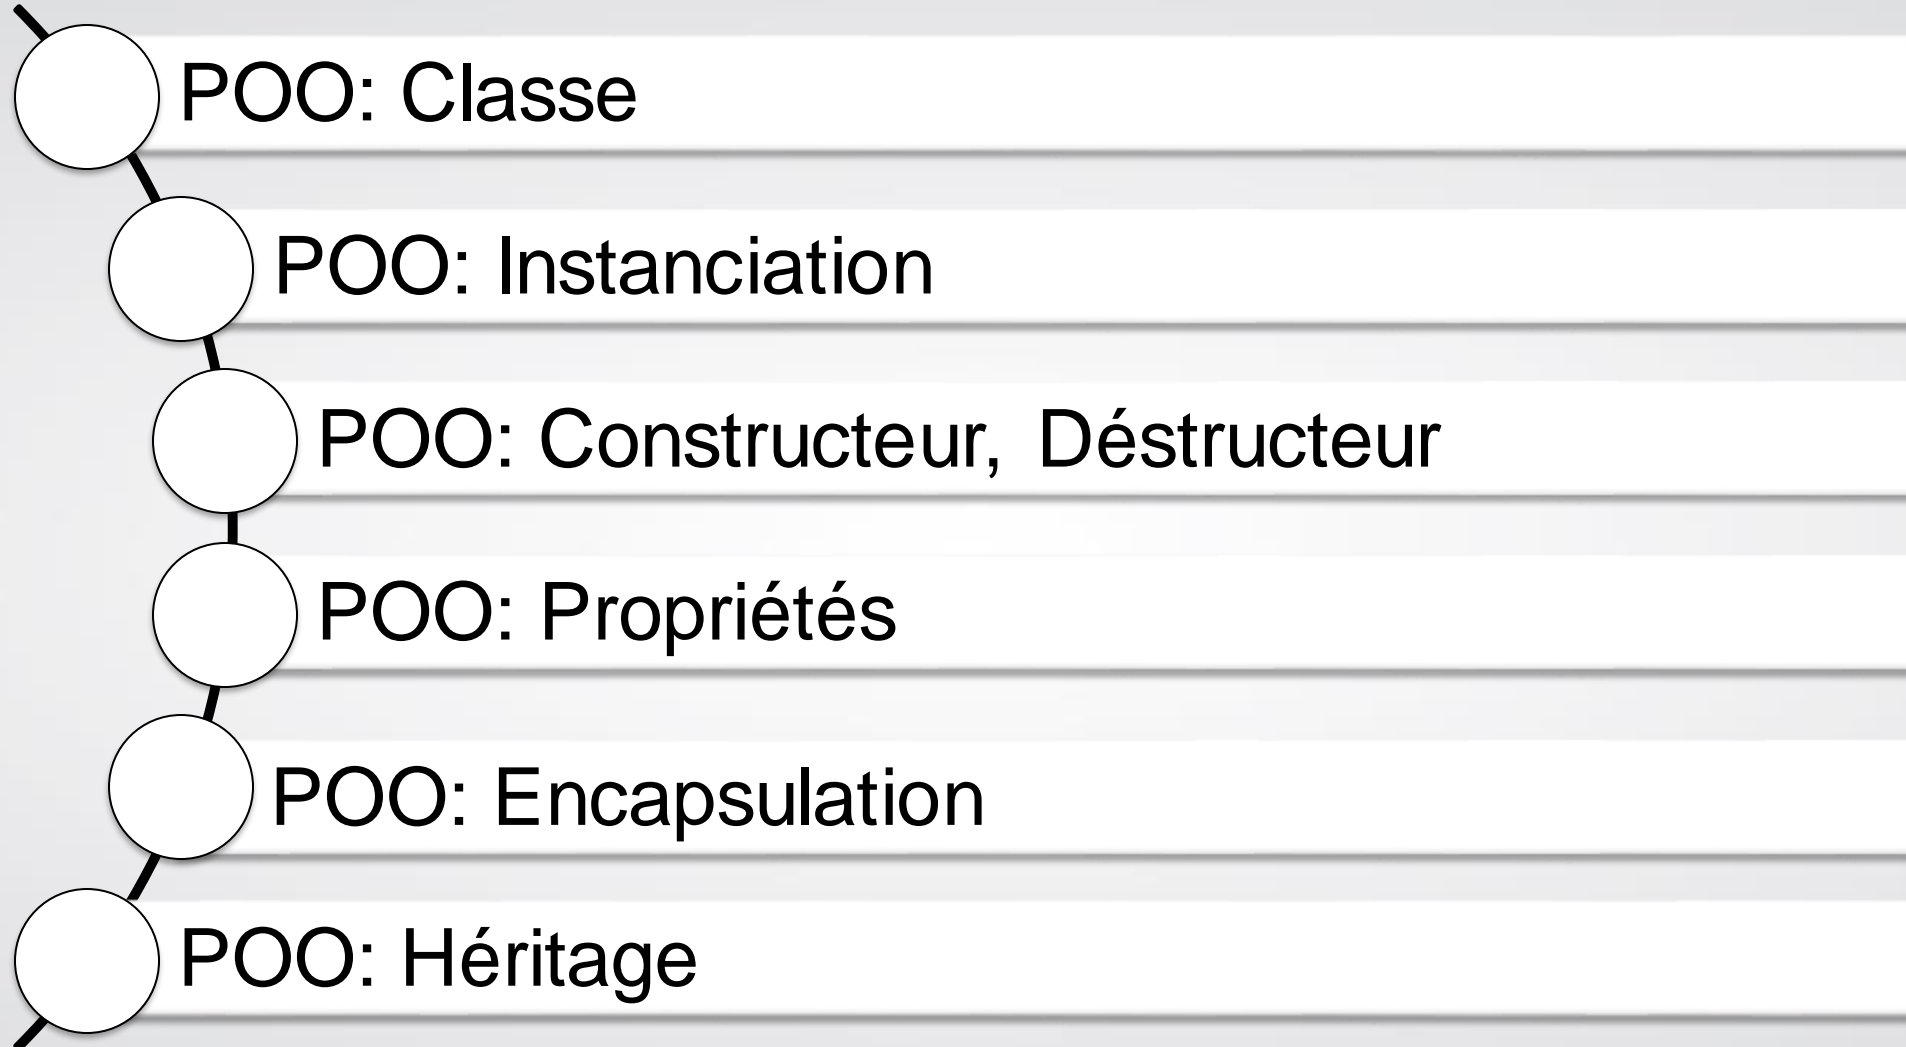 POO: Classe
POO: Instanciation
POO: Constructeur, Déstructeur
POO: Propriétés
POO: Encapsulation
POO: Héritage